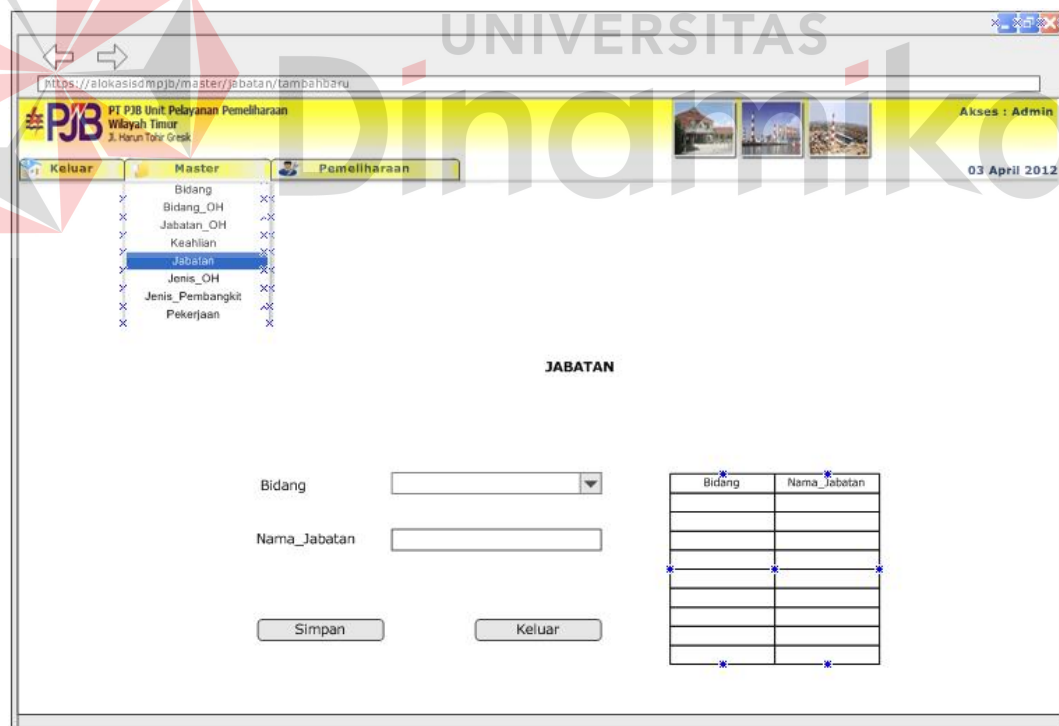 UNIVERSITAS
Dinamika
https://alokasisdmpjb/master/jabatan/tambahbaru
PJB
PT PJB Unit Pelayanan Pemeliharaan
Wilayah Timur
Jl. Harun Tohir Gresik
Akses : Admin
Keluar
Master
Pemeliharaan
03 April 2012
Bidang
Bidang_OH
Jabatan_OH
Keahlian
Jabatan
Jenis_OH
Jenis_Pembangkit
Pekerjaan
JABATAN
Bidang
Nama_Jabatan
Simpan
Keluar
Bidang
Nama_Jabatan